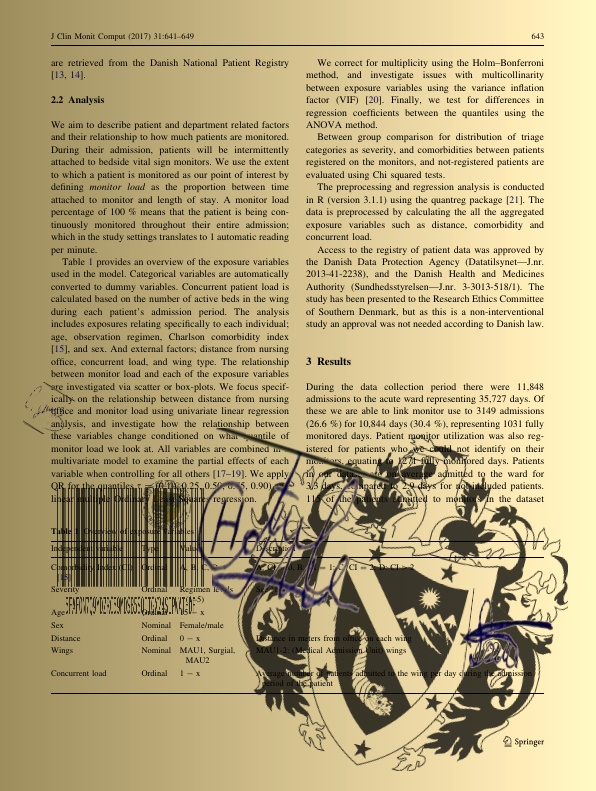 J Clin Monit Comput (2017) 31:641–649
643
are retrieved from the Danish National Patient Registry
[13, 14].
2.2 Analysis
We aim to describe patient and department related factors
and their relationship to how much patients are monitored.
During their admission, patients will be intermittently
attached to bedside vital sign monitors. We use the extent
to which a patient is monitored as our point of interest by
defining monitor load as the proportion between time
attached to monitor and length of stay. A monitor load
percentage of 100 % means that the patient is being con-
tinuously monitored throughout their entire admission;
which in the study settings translates to 1 automatic reading
per minute.
Table 1 provides an overview of the exposure variables
used in the model. Categorical variables are automatically
converted to dummy variables. Concurrent patient load is
calculated based on the number of active beds in the wing
during each patient's admission period. The analysis
includes exposures relating specifically to each individual;
age, observation regimen, Charlson comorbidity index
[15], and sex. And external factors; distance from nursing
office, concurrent load, and wing type. The relationship
between monitor load and each of the exposure variables
are investigated via scatter or box-plots. We focus specif-
ically on the relationship between distance from nursing
office and monitor load using univariate linear regression
analysis, and investigate how the relationship between
these variables change conditioned on what quantile of
monitor load we look at. All variables are combined in
multivariate model to examine the partial effects of each
variable when controlling for all others [17–19]. We apply
QR for the quantiles 0.25, 0.50, 0.90)
linear multiple Ordinary Least Squares regression.
We correct for multiplicity using the Holm–Bonferroni
method, and investigate issues with multicollinarity
between exposure variables using the variance inflation
factor (VIF) [20]. Finally, we test for differences in
regression coefficients between the quantiles using the
ANOVA method.
Between group comparison for distribution of triage
categories as severity, and comorbidities between patients
registered on the monitors, and not-registered patients are
evaluated using Chi squared tests.
The preprocessing and regression analysis is conducted
in R (version 3.1.1) using the quantreg package [21]. The
data is preprocessed by calculating the all the aggregated
exposure variables such as distance, comorbidity and
concurrent load.
Access to the registry of patient data was approved by
the Danish Data Protection Agency (Datatilsynet—J.nr.
2013-41-2238), and the Danish Health and Medicines
Authority (Sundhedsstyrelsen—J.nr. 3-3013-518/1). The
study has been presented to the Research Ethics Committee
of Southern Denmark, but as this is a non-interventional
study an approval was not needed according to Danish law.
3 Results
During the data collection period there were 11,848
admissions to the acute ward representing 35,727 days. Of
these we are able to link monitor use to 3149 admissions
(26.6 %) for 10,844 days (30.4 %), representing 1031 fully
monitored days. Patient monitor utilization was also reg-
istered for patients who we could not identify on their
monitors, equating to 1271 fully monitored days. Patients
in our data average admitted to the ward for
3.3 days, compared to 2.9 days for not included patients.
of the patients admitted to monitors in the dataset
Table 1 Overview of exposure variables
Independent variable Type Value Description
Comorbidity Index (CI) Ordinal A, B, C
[15]
Severity Ordinal Regimen levels
Age
Sex Nominal Female/male
Distance Ordinal 0 − x Distance in meters from office on each wing
Wings Nominal MAU1, Surgial, MAU1-2: (Medical Admission Unit) wings
MAU2
Concurrent load Ordinal 1 − x Average number of patients admitted to the wing per day during the admission
period of the patient
Springer